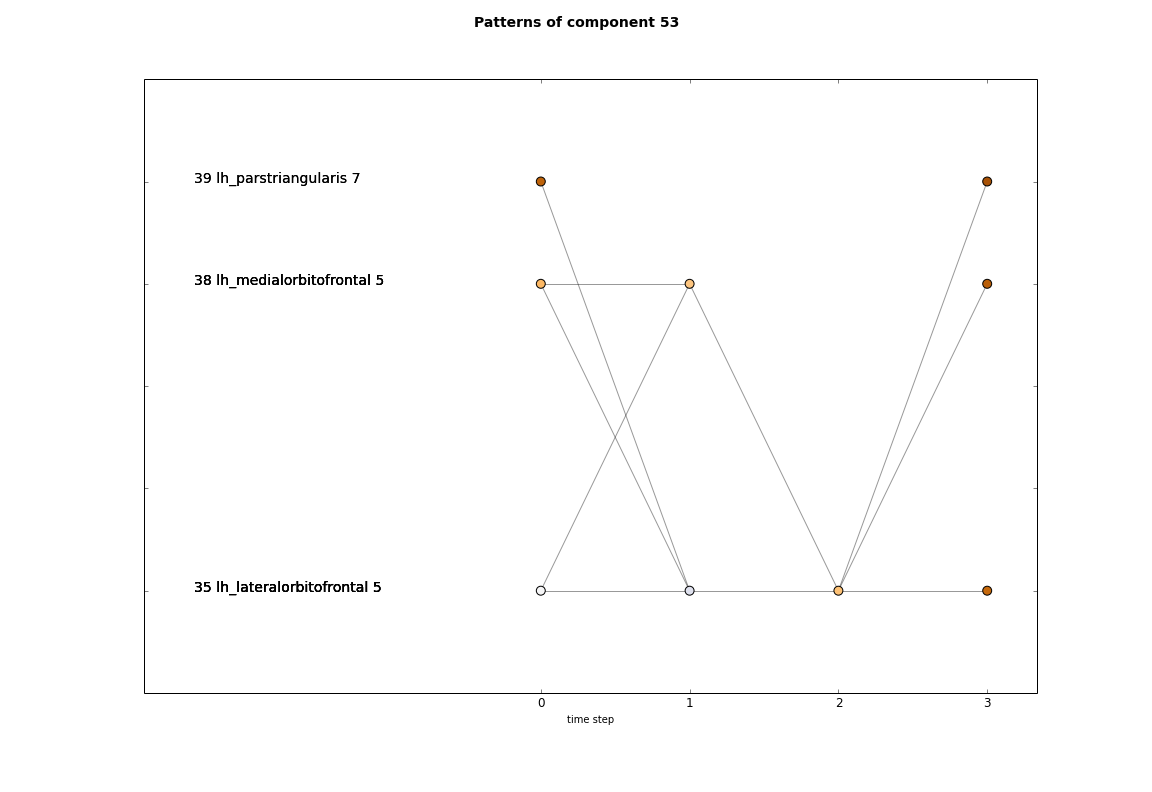 Patterns of component 53
39 lh_parstriangularis 7
38 lh_medialorbitofrontal 5
35 lh_lateralorbitofrontal 5
0 1 2 3
time step